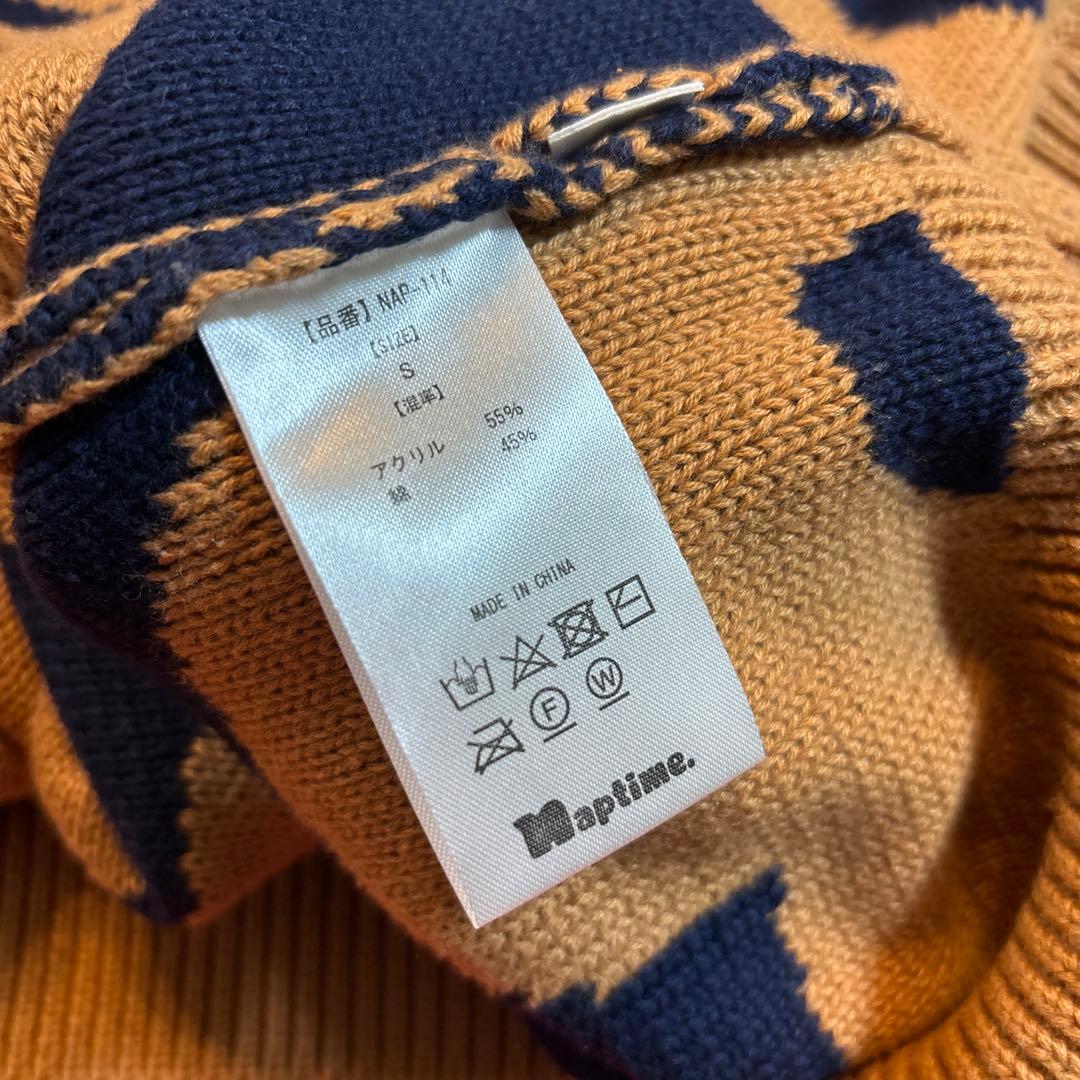 【品番】NAP-114
【SIZE】
S
【混率】
アクリル 55%
綿 45%
MADE IN CHINA
F W
Naptime.